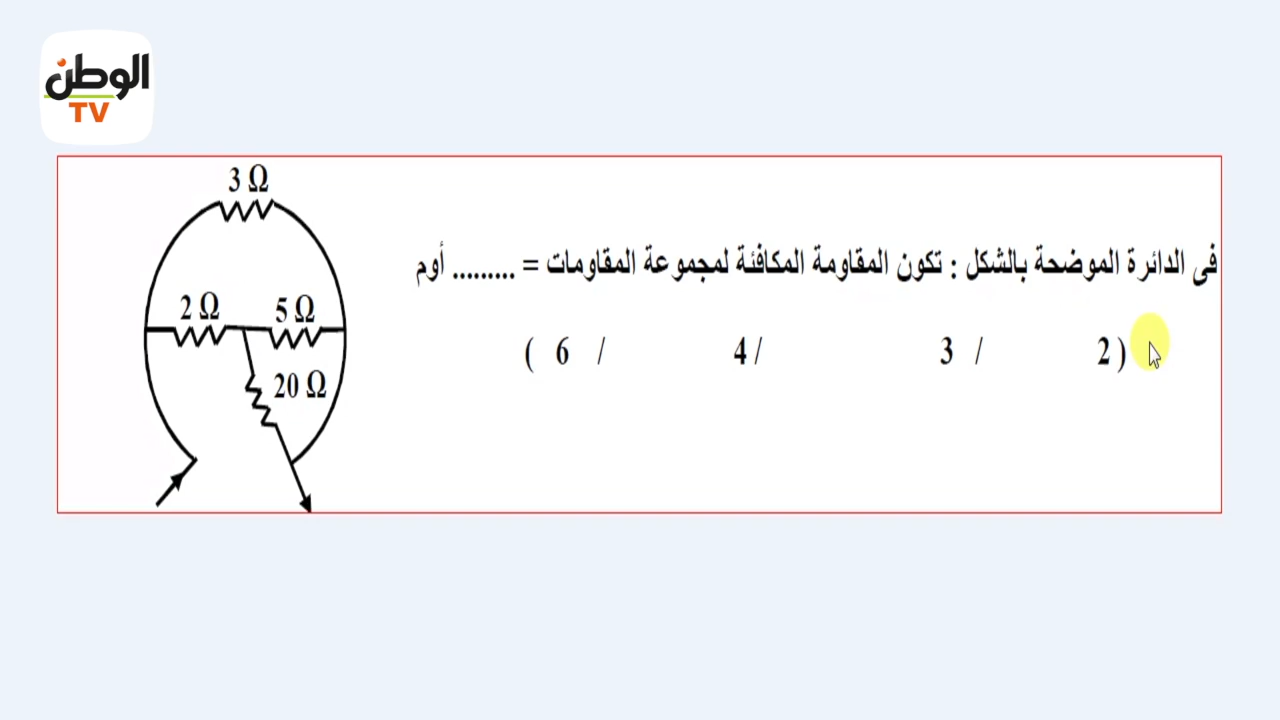 الوطن
TV
3 Ω
فى الدائرة الموضحة بالشكل : تكون المقاومة المكافئة لمجموعة المقاومات = ......... أوم
2 Ω
5 Ω
( 2 / 3 / 4 / 6 )
20 Ω